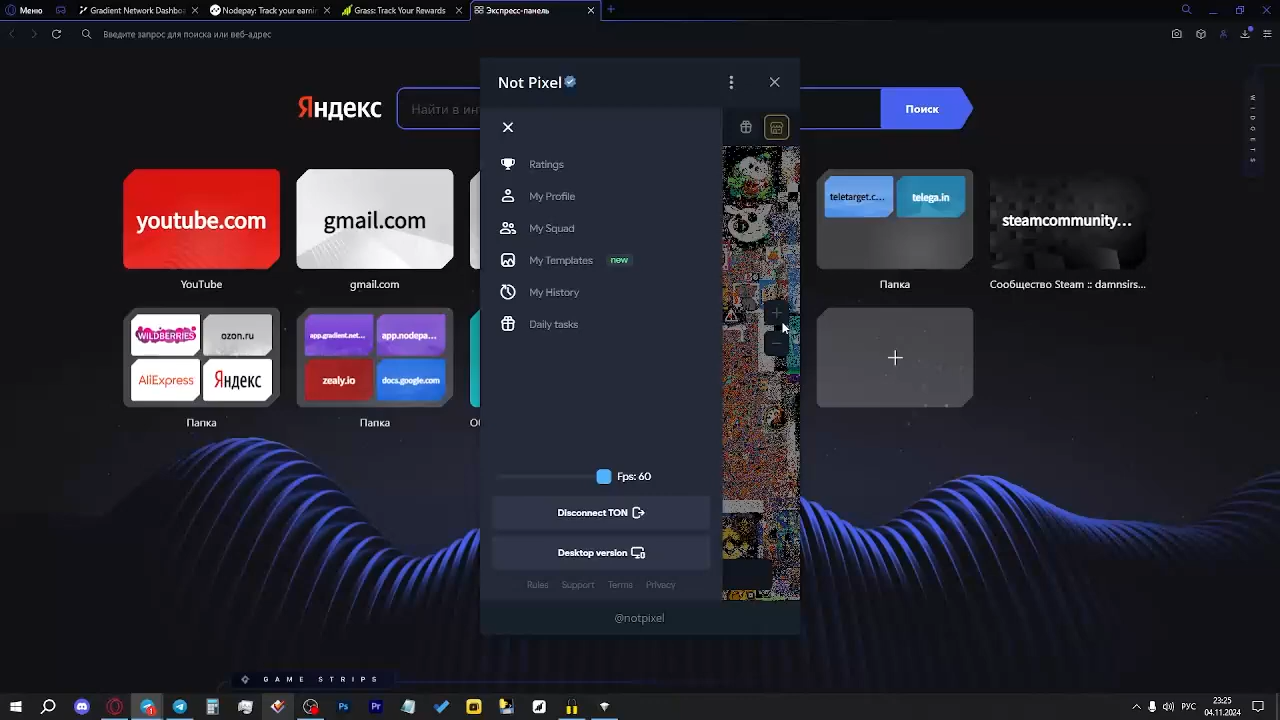 Меню
Gradient Network Dashbo
Nodepay: Track your earni
Grass: Track Your Rewards
Экспресс-панель
Введите запрос для поиска или веб-адрес
Not Pixel
Яндекс
Найти в ин
Поиск
WIDGETS
Ratings
My Profile
My Squad
My Templates new
My History
Daily tasks
youtube.com
gmail.com
teletarget.c...
telega.in
steamcommunity...
YouTube
gmail.com
Папка
Сообщество Steam :: damnsirs...
WILDBERRIES
ozon.ru
app.gradient.net...
app.nodepa...
AliExpress
Яндекс
zealy.io
docs.google.com
Папка
Папка
Fps: 60
Disconnect TON
Desktop version
Rules Support Terms Privacy
@notpixel
GAME STRIPS
Ps
Pr
РУС
23:25
04.11.2024